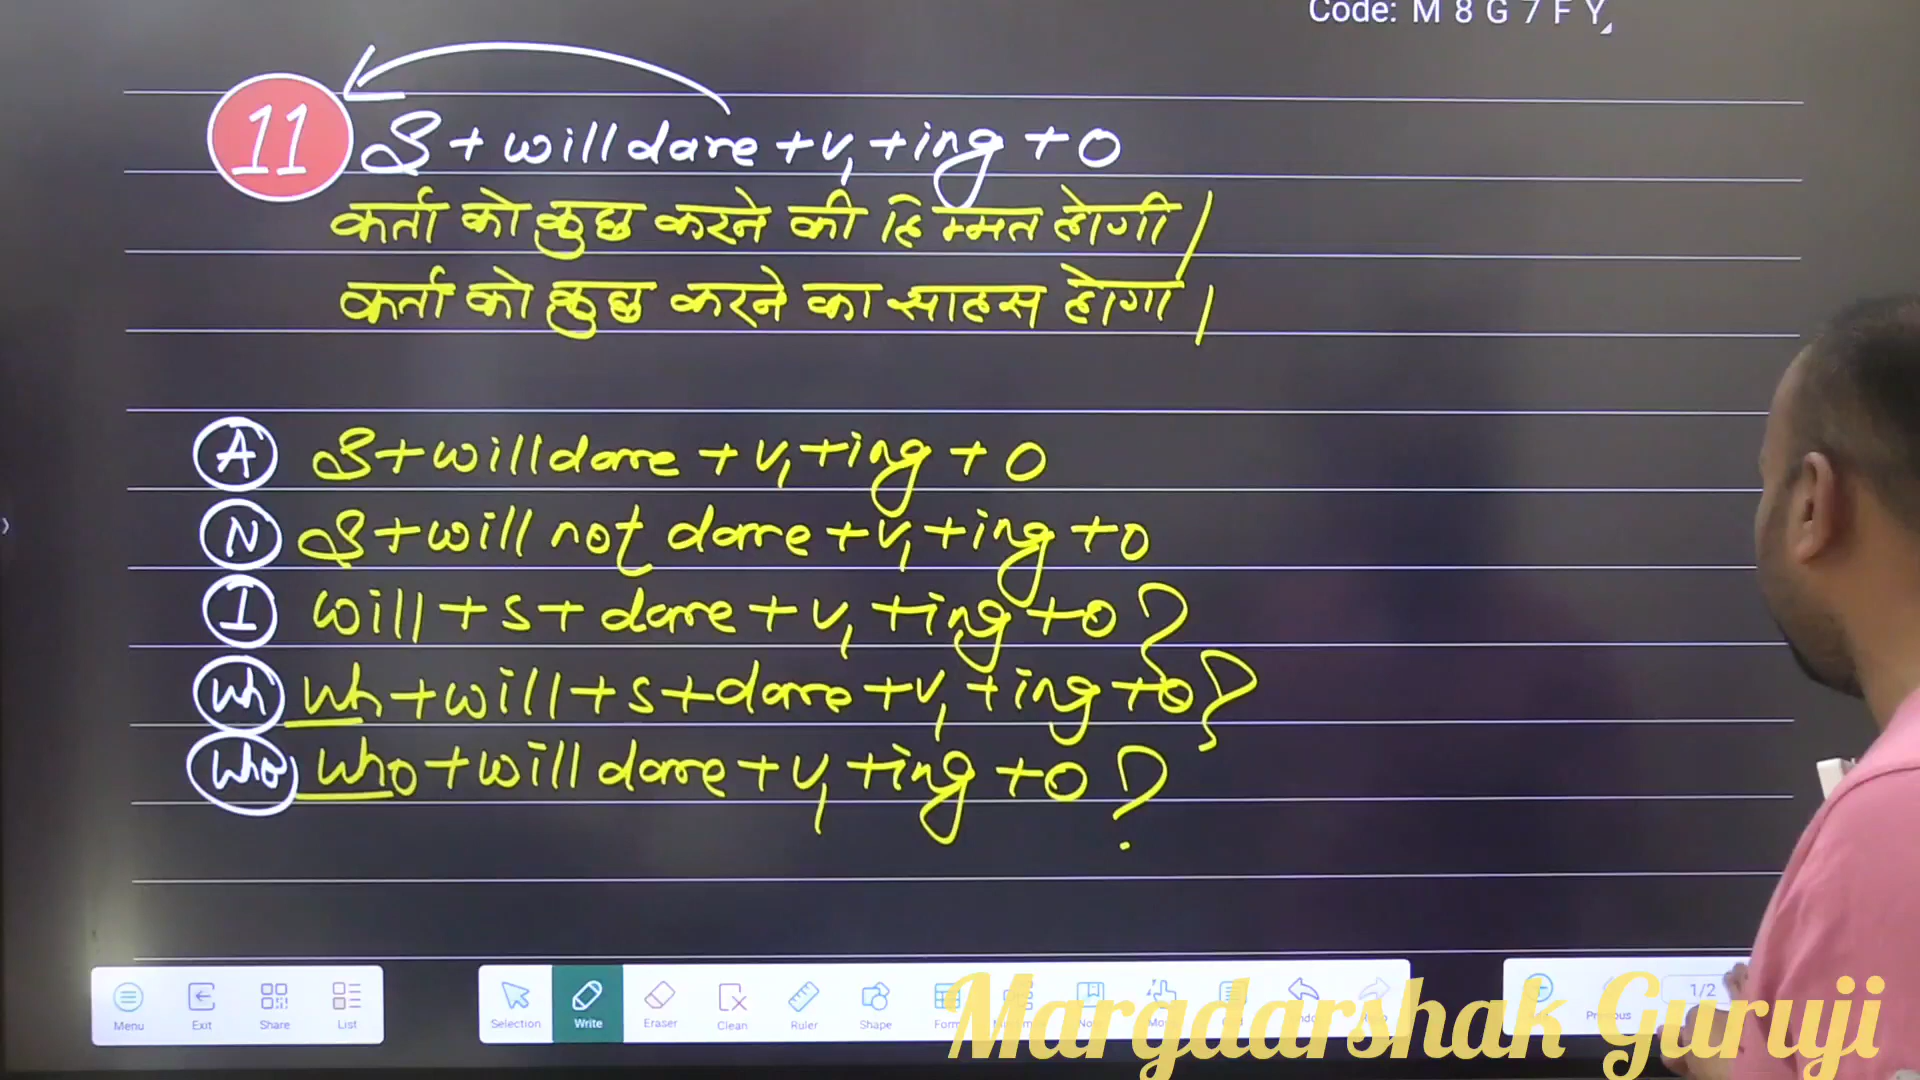 Code: M 8 G 7 F Y
11 S + will dare + V1 + ing + O
कर्ता को कुछ करने की हिम्मत होगी |
कर्ता को कुछ करने का साहस होगा |
A S + will dare + V1 + ing + O
N S + will not dare + V1 + ing + O
I will + S + dare + V1 + ing + O ?
Wh Wh + will + S + dare + V1 + ing + O ?
Who Who + will dare + V1 + ing + O ?
Menu Exit Share List Selection Write Eraser Clean Ruler Shape Previous 1/2
Margdarshak Guruji